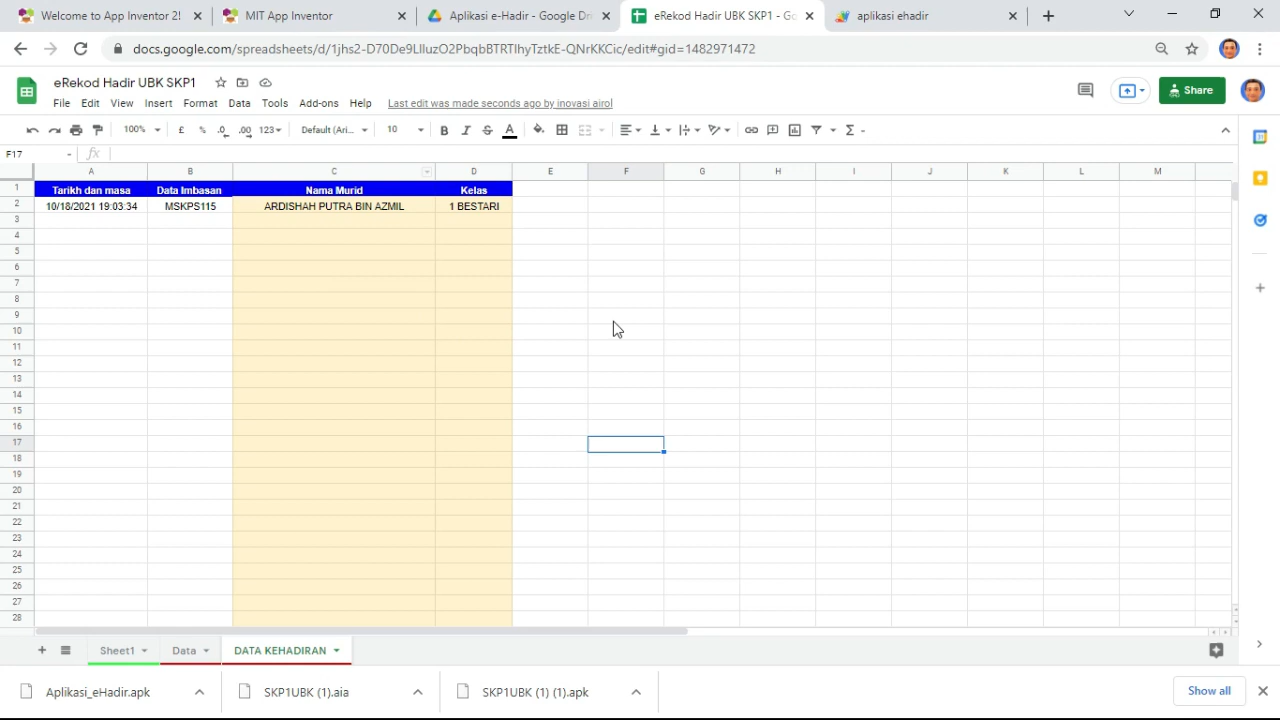 Welcome to App Inventor 2!
MIT App Inventor
Aplikasi e-Hadir - Google Dr
eRekod Hadir UBK SKP1 - Go
aplikasi ehadir
docs.google.com/spreadsheets/d/1jhs2-D70De9LlluzO2PbqbBTRTlhyTztkE-QNrKKCic/edit#gid=1482971472
eRekod Hadir UBK SKP1
Share
File Edit View Insert Format Data Tools Add-ons Help Last edit was made seconds ago by inovasi airol
100% £ % .0 .00 123 Default (Ari... 10 B I S A Σ
F17 fx
A B C D E F G H I J K L M
1 Tarikh dan masa Data Imbasan Nama Murid Kelas
2 10/18/2021 19:03:34 MSKPS115 ARDISHAH PUTRA BIN AZMIL 1 BESTARI
3
4
5
6
7
8
9
10
11
12
13
14
15
16
17
18
19
20
21
22
23
24
25
26
27
28
Sheet1 Data DATA KEHADIRAN
Aplikasi_eHadir.apk SKP1UBK (1).aia SKP1UBK (1) (1).apk Show all